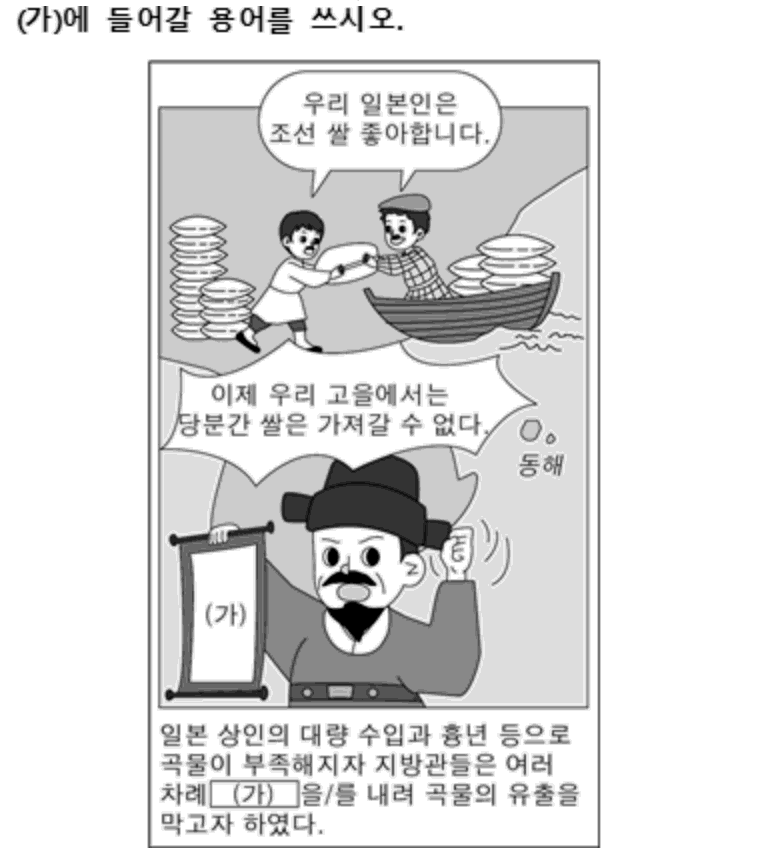 (가)에 들어갈 용어를 쓰시오.
우리 일본인은
조선 쌀 좋아합니다.
이제 우리 고을에서는
당분간 쌀은 가져갈 수 없다.
동해
(가)
일본 상인의 대량 수입과 흉년 등으로
곡물이 부족해지자 지방관들은 여러
차례 (가) 을/를 내려 곡물의 유출을
막고자 하였다.